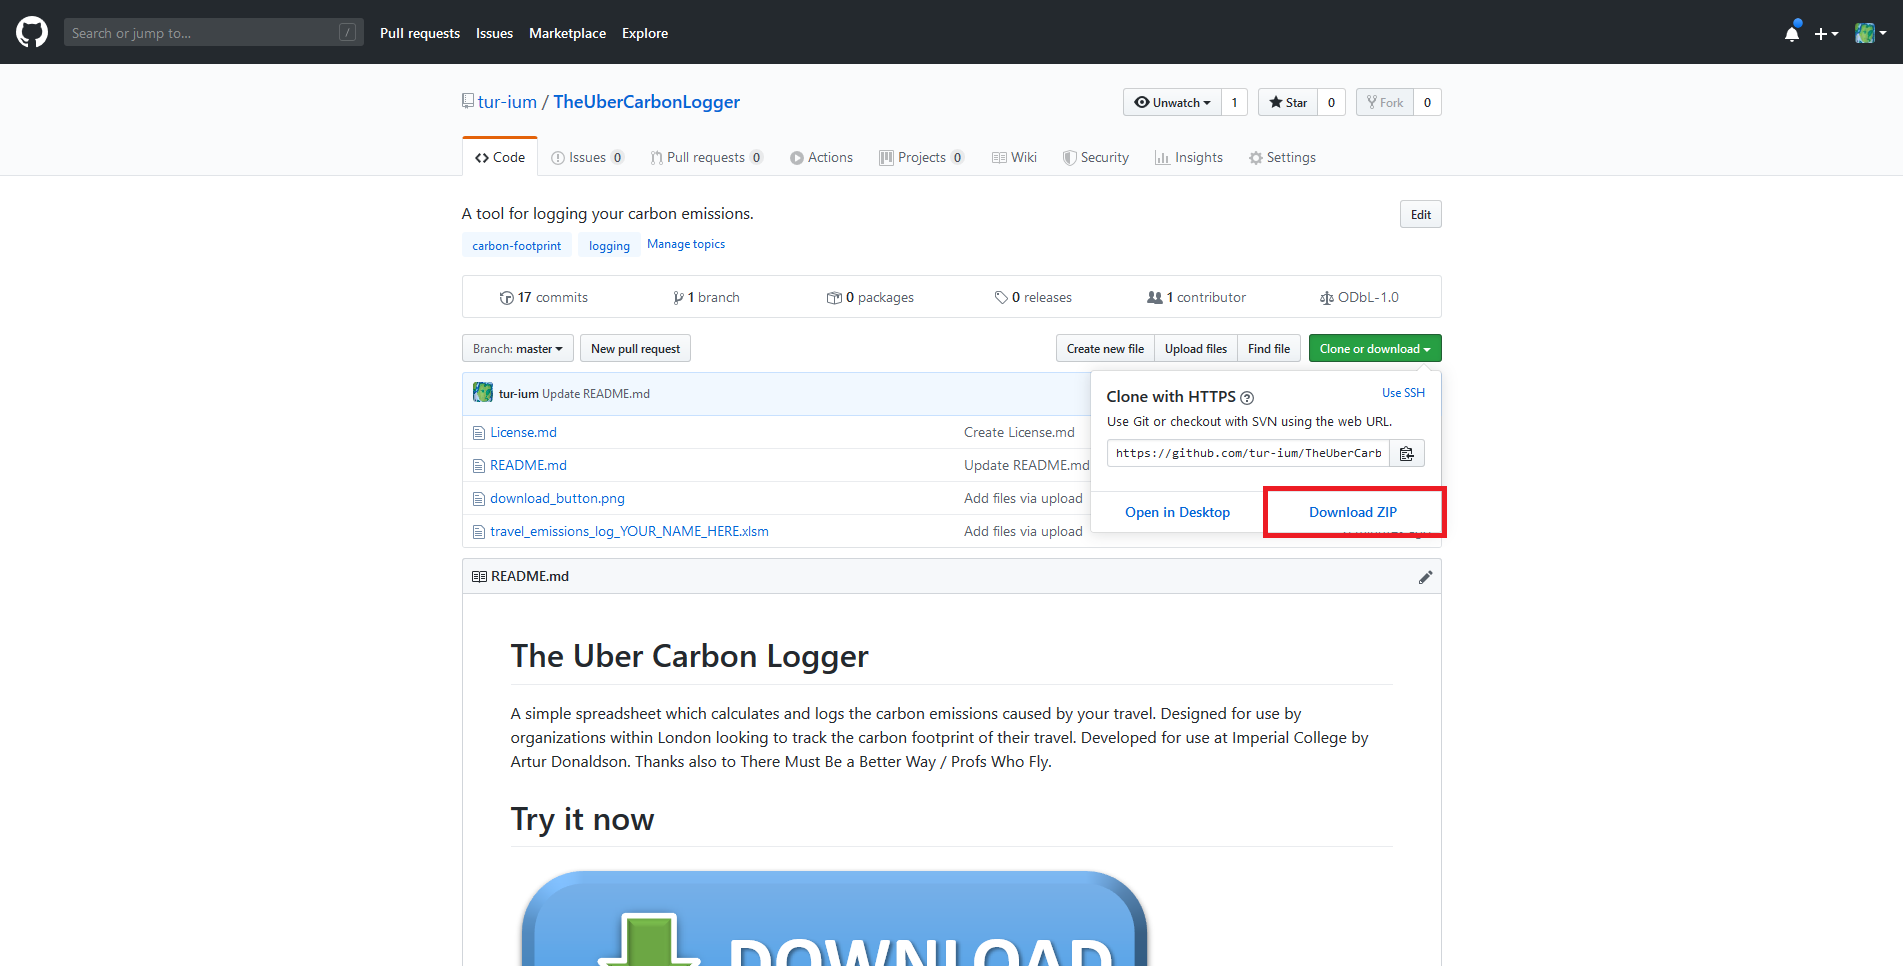 Search or jump to... /
Pull requests Issues Marketplace Explore
tur-ium / TheUberCarbonLogger
Unwatch 1 Star 0 Fork 0
Code Issues 0 Pull requests 0 Actions Projects 0 Wiki Security Insights Settings
A tool for logging your carbon emissions.
Edit
carbon-footprint logging Manage topics
17 commits 1 branch 0 packages 0 releases 1 contributor ODbL-1.0
Branch: master New pull request Create new file Upload files Find file Clone or download
tur-ium Update README.md
License.md Create License.md
README.md Update README.md
download_button.png Add files via upload
travel_emissions_log_YOUR_NAME_HERE.xlsm Add files via upload
Clone with HTTPS ? Use SSH
Use Git or checkout with SVN using the web URL.
https://github.com/tur-ium/TheUberCarb
Open in Desktop Download ZIP
README.md
The Uber Carbon Logger
A simple spreadsheet which calculates and logs the carbon emissions caused by your travel. Designed for use by
organizations within London looking to track the carbon footprint of their travel. Developed for use at Imperial College by
Artur Donaldson. Thanks also to There Must Be a Better Way / Profs Who Fly.
Try it now
DOWNLOAD